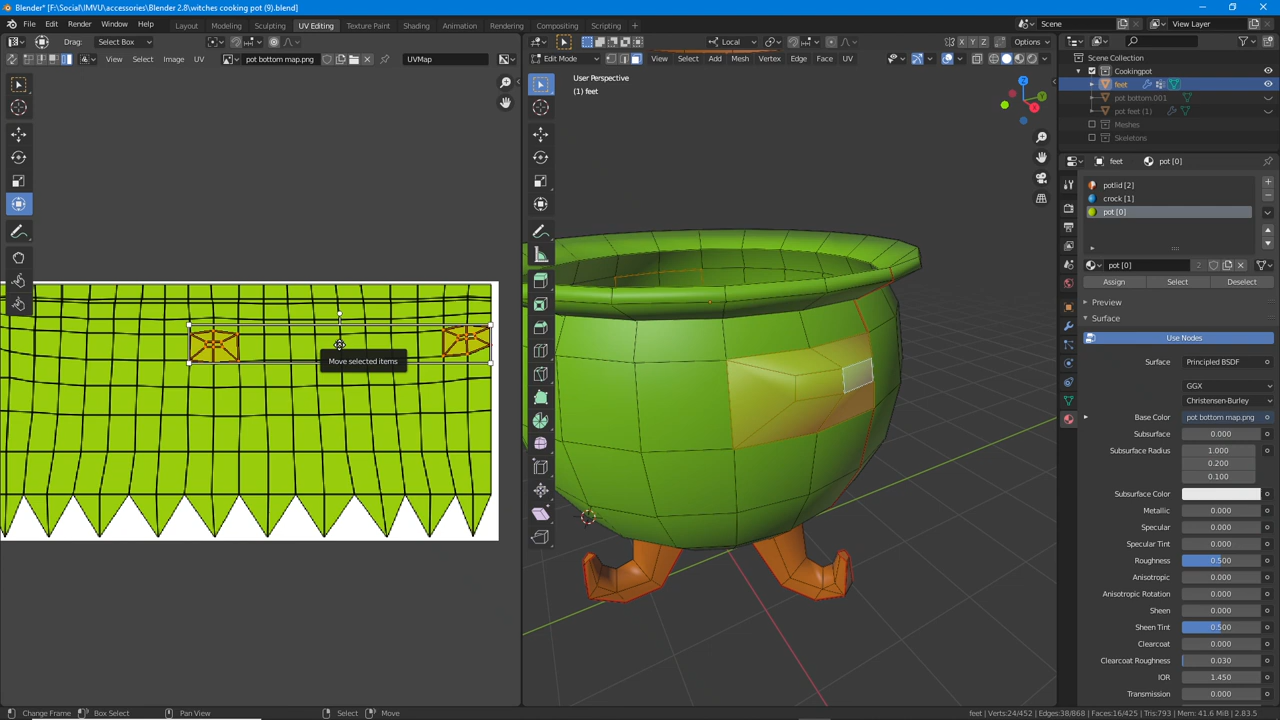 Blender* [F:\Social\IMVU\accessories\Blender 2.8\witches cooking pot (9).blend]
File Edit Render Window Help Layout Modeling Sculpting UV Editing Texture Paint Shading Animation Rendering Compositing Scripting Scene View Layer
Drag: Select Box Local X Y Z Options
View Select Image UV pot bottom map.png UVMap Edit Mode View Select Add Mesh Vertex Edge Face UV
Scene Collection
Cookingpot
feet
pot bottom.001
pot feet (1)
Meshes
Skeletons
User Perspective
(1) feet
Z
Y
feet pot [0]
potlid [2]
crock [1]
pot [0]
pot [0] 2
Assign Select Deselect
Preview
Surface
Use Nodes
Surface Principled BSDF
GGX
Christensen-Burley
Base Color pot bottom map.png
Subsurface 0.000
Subsurface Radius 1.000
0.200
0.100
Subsurface Color
Metallic 0.000
Specular 0.000
Specular Tint 0.000
Roughness 0.500
Anisotropic 0.000
Anisotropic Rotation 0.000
Sheen 0.000
Sheen Tint 0.500
Clearcoat 0.000
Clearcoat Roughness 0.030
IOR 1.450
Transmission 0.000
Move selected items
Change Frame Box Select Pan View Select Move feet | Verts:24/452 | Edges:38/868 | Faces:16/425 | Tris:793 | Mem: 41.6 MiB | 2.83.5